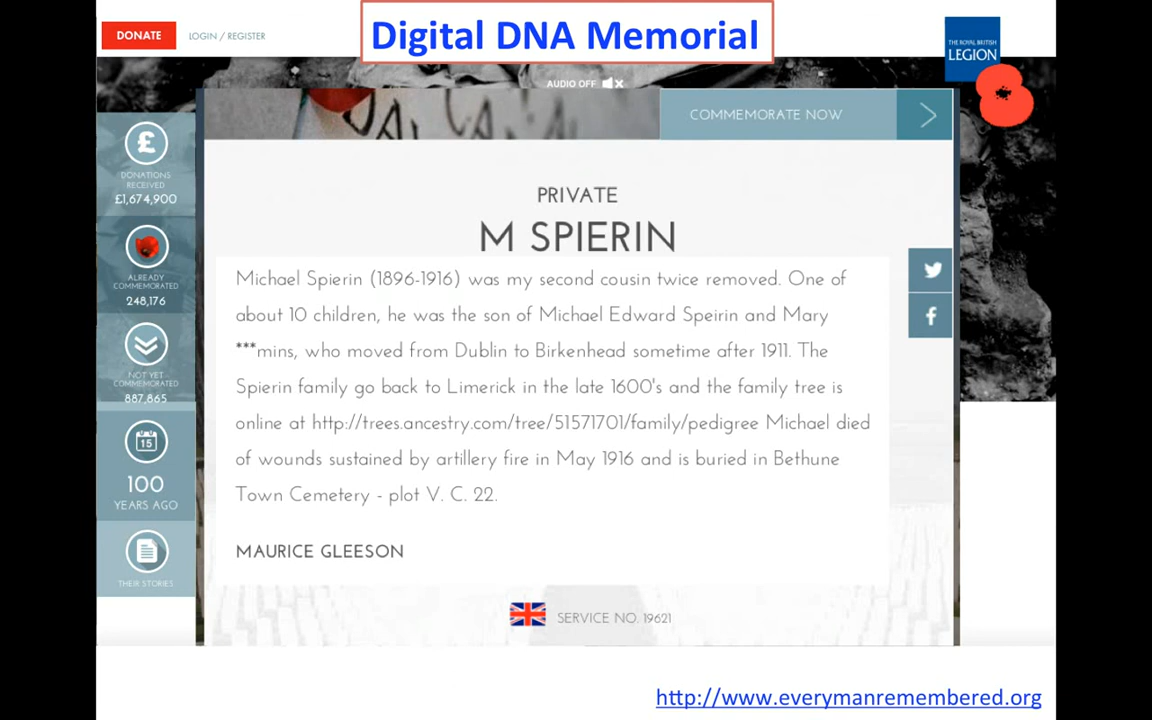 Digital DNA Memorial
DONATE
LOGIN / REGISTER
THE ROYAL BRITISH
LEGION
AUDIO OFF
COMMEMORATE NOW
£
DONATIONS
RECEIVED
£1,674,900
ALREADY
COMMEMORATED
248,176
NOT YET
COMMEMORATED
887,865
15
100
YEARS AGO
THEIR STORIES
PRIVATE
M SPIERIN
Michael Spierin (1896-1916) was my second cousin twice removed. One of
about 10 children, he was the son of Michael Edward Speirin and Mary
***mins, who moved from Dublin to Birkenhead sometime after 1911. The
Spierin family go back to Limerick in the late 1600's and the family tree is
online at http://trees.ancestry.com/tree/51571701/family/pedigree Michael died
of wounds sustained by artillery fire in May 1916 and is buried in Bethune
Town Cemetery - plot V. C. 22.
MAURICE GLEESON
SERVICE NO. 19621
http://www.everymanremembered.org